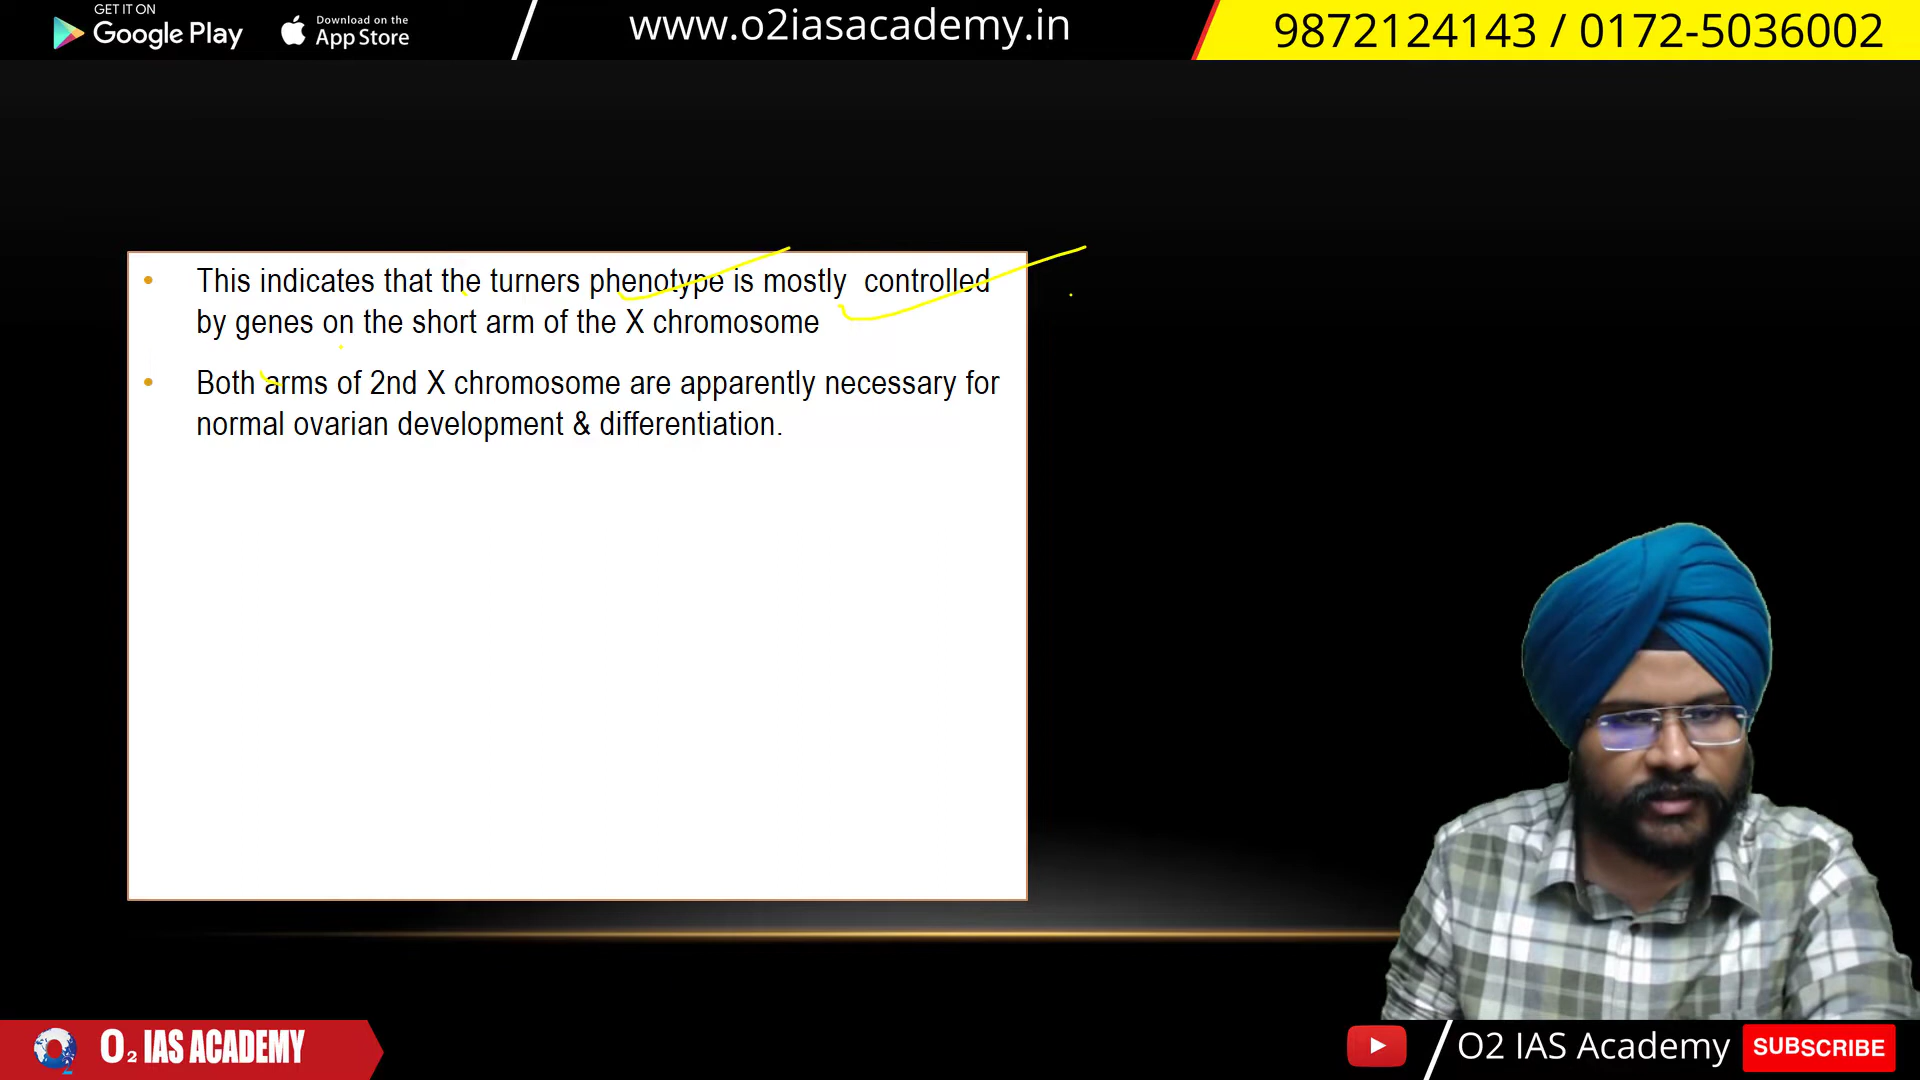 GET IT ON
Google Play
Download on the
App Store
www.o2iasacademy.in
9872124143 / 0172-5036002
• This indicates that the turners phenotype is mostly controlled
by genes on the short arm of the X chromosome
• Both arms of 2nd X chromosome are apparently necessary for
normal ovarian development & differentiation.
O2 IAS ACADEMY
O2 IAS Academy
SUBSCRIBE